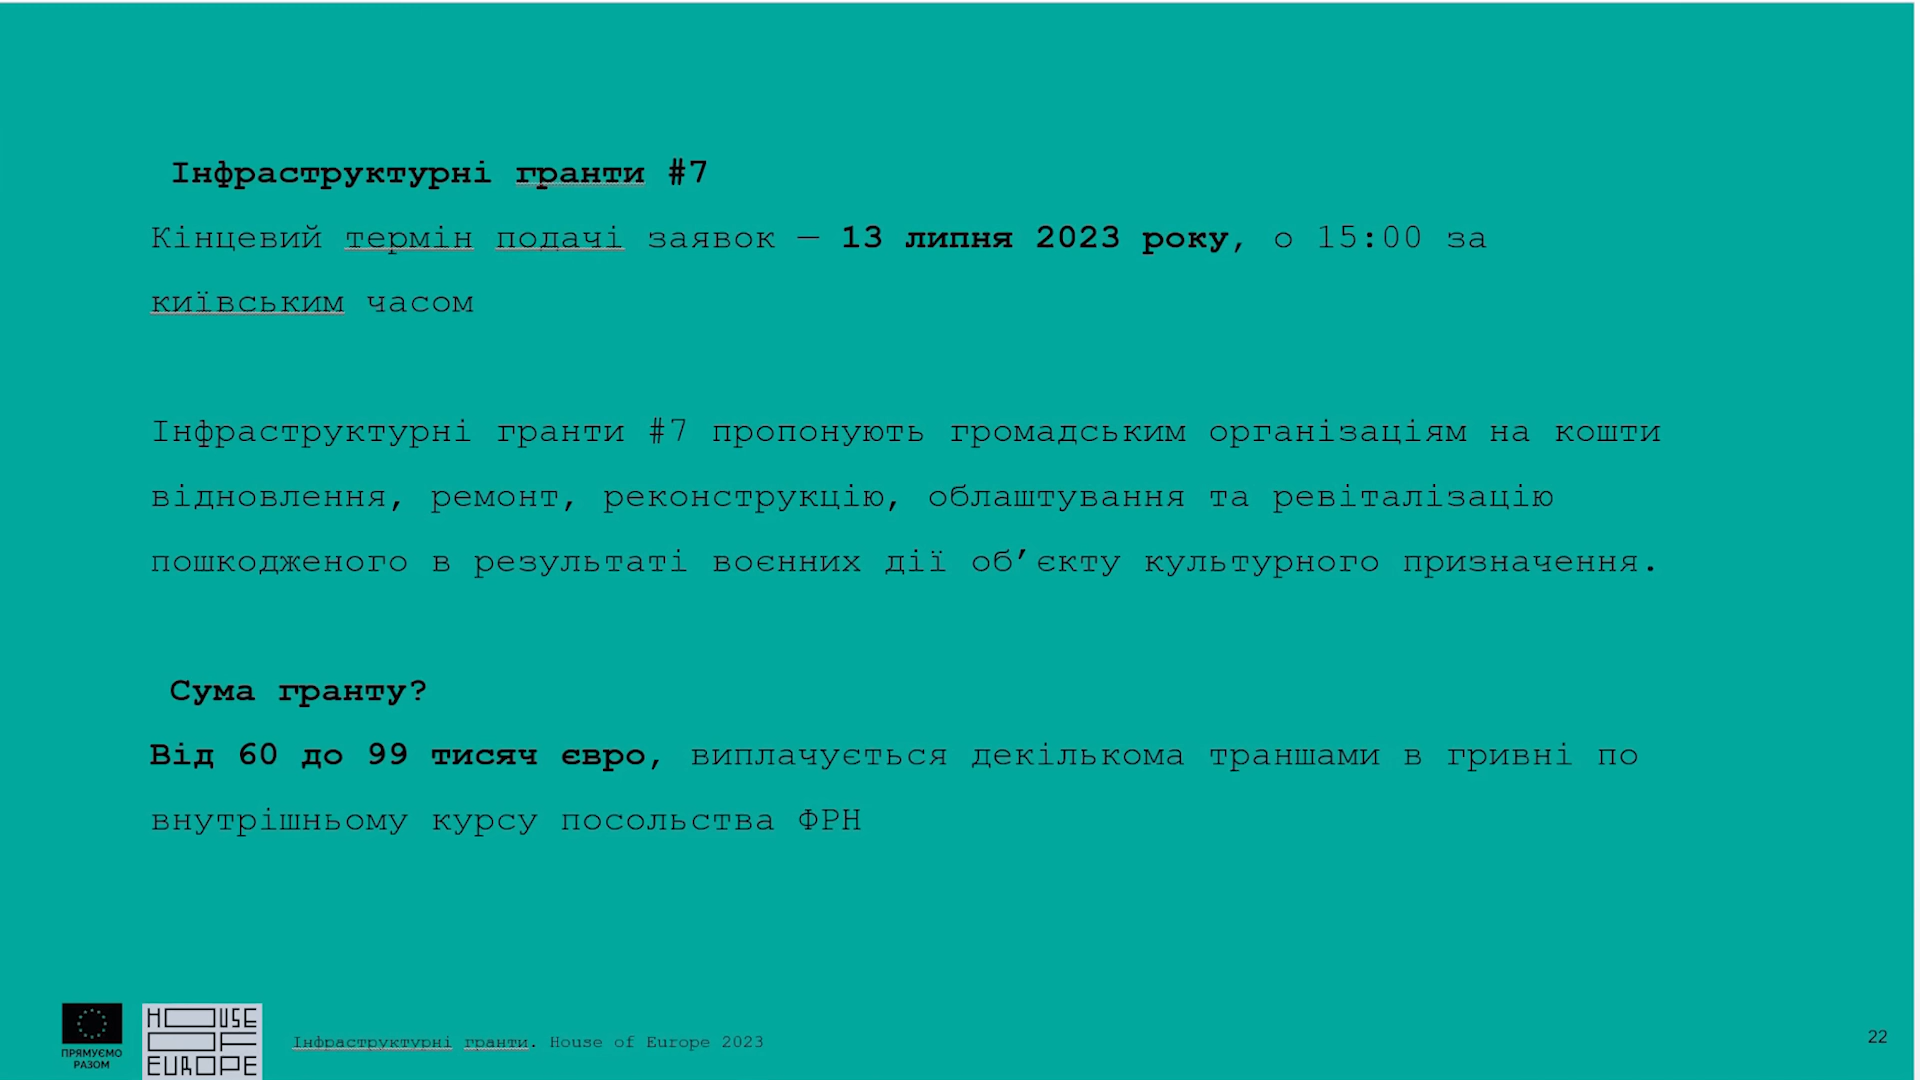 Інфраструктурні гранти #7
Кінцевий термін подачі заявок — 13 липня 2023 року, о 15:00 за
київським часом
Інфраструктурні гранти #7 пропонують громадським організаціям на кошти
відновлення, ремонт, реконструкцію, облаштування та ревіталізацію
пошкодженого в результаті воєнних дії об’єкту культурного призначення.
Сума гранту?
Від 60 до 99 тисяч євро, виплачується декількома траншами в гривні по
внутрішньому курсу посольства ФРН
ПРЯМУЄМО
РАЗОМ
HOUSE
OF
EUROPE
Інфраструктурні гранти. House of Europe 2023
22